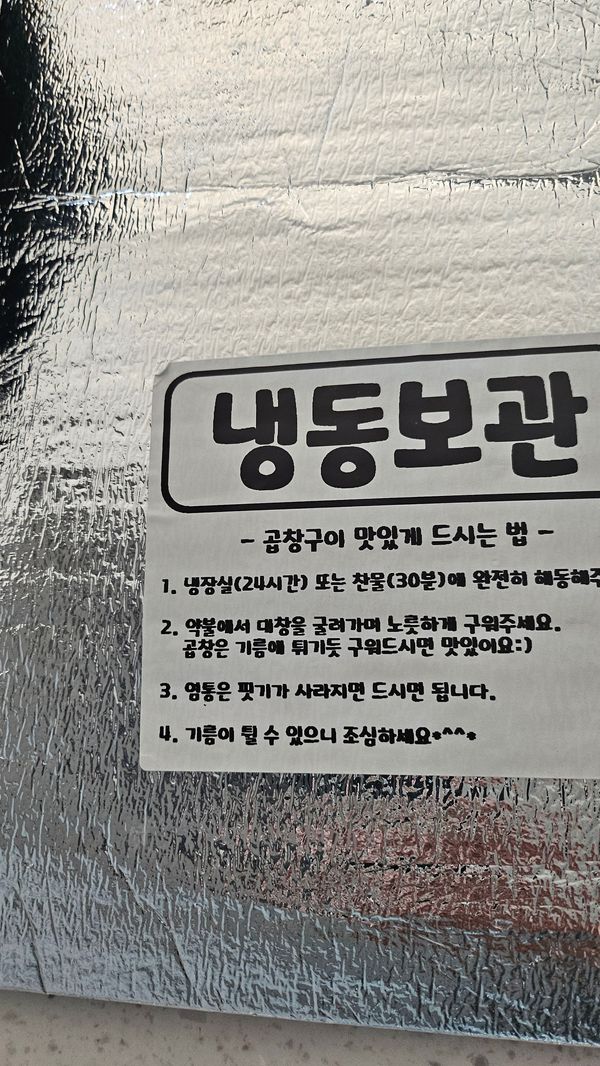 냉동보관
- 곱창구이 맛있게 드시는 법 -
1. 냉장실(24시간) 또는 찬물(30분)에 완전히 해동해주
2. 약불에서 대창을 굴려가며 노릇하게 구워주세요.
곱창은 기름에 튀기듯 구워드시면 맛있어요:)
3. 염통은 핏기가 사라지면 드시면 됩니다.
4. 기름이 튈 수 있으니 조심하세요*^^*